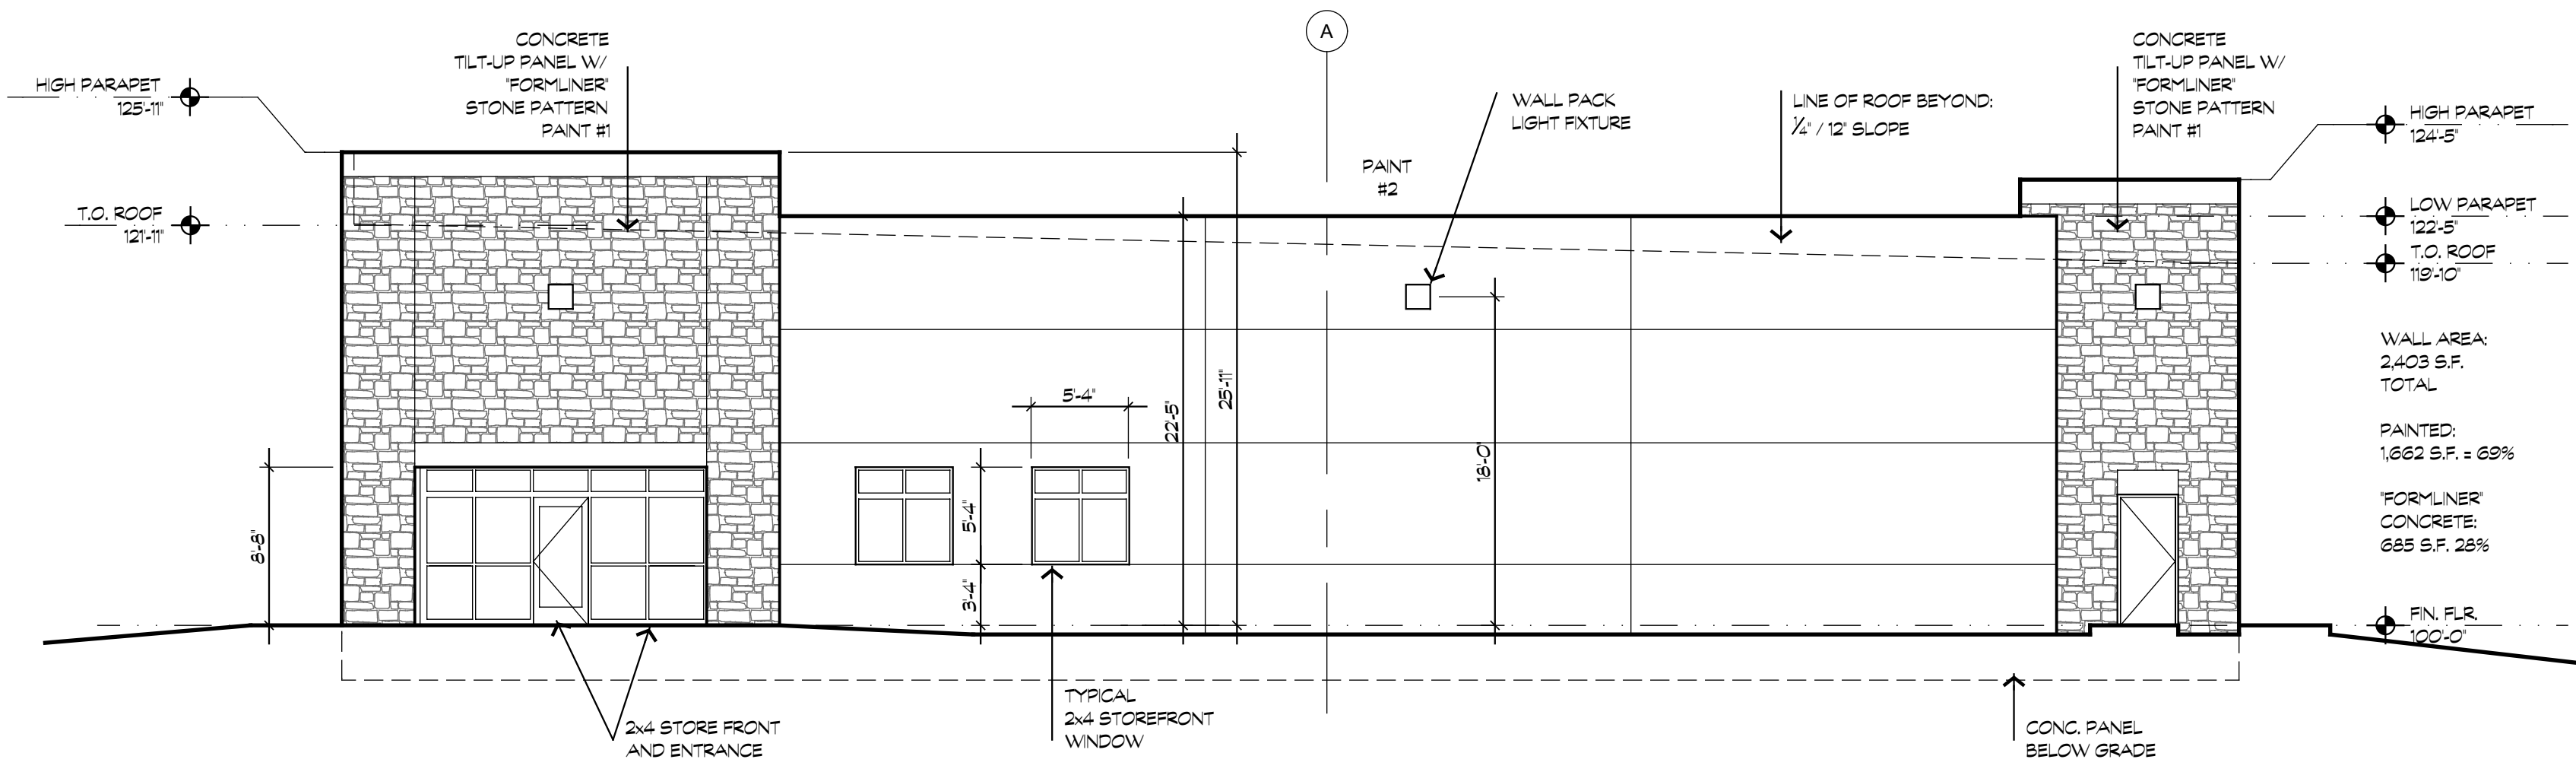 A
CONCRETE
TILT-UP PANEL W/
"FORMLINER"
STONE PATTERN
PAINT #1
HIGH PARAPET
125'-11"
T.O. ROOF
121'-11"
WALL PACK
LIGHT FIXTURE
PAINT
#2
LINE OF ROOF BEYOND:
1/4" / 12" SLOPE
CONCRETE
TILT-UP PANEL W/
"FORMLINER"
STONE PATTERN
PAINT #1
HIGH PARAPET
124'-5"
LOW PARAPET
122'-5"
T.O. ROOF
119'-10"
WALL AREA:
2,403 S.F.
TOTAL
PAINTED:
1,662 S.F. = 69%
"FORMLINER"
CONCRETE:
685 S.F. 28%
FIN. FLR.
100'-0"
8'-8"
5'-4"
5'-4"
3'-4"
22'-5"
25'-11"
18'-0"
2x4 STORE FRONT
AND ENTRANCE
TYPICAL
2x4 STOREFRONT
WINDOW
CONC. PANEL
BELOW GRADE